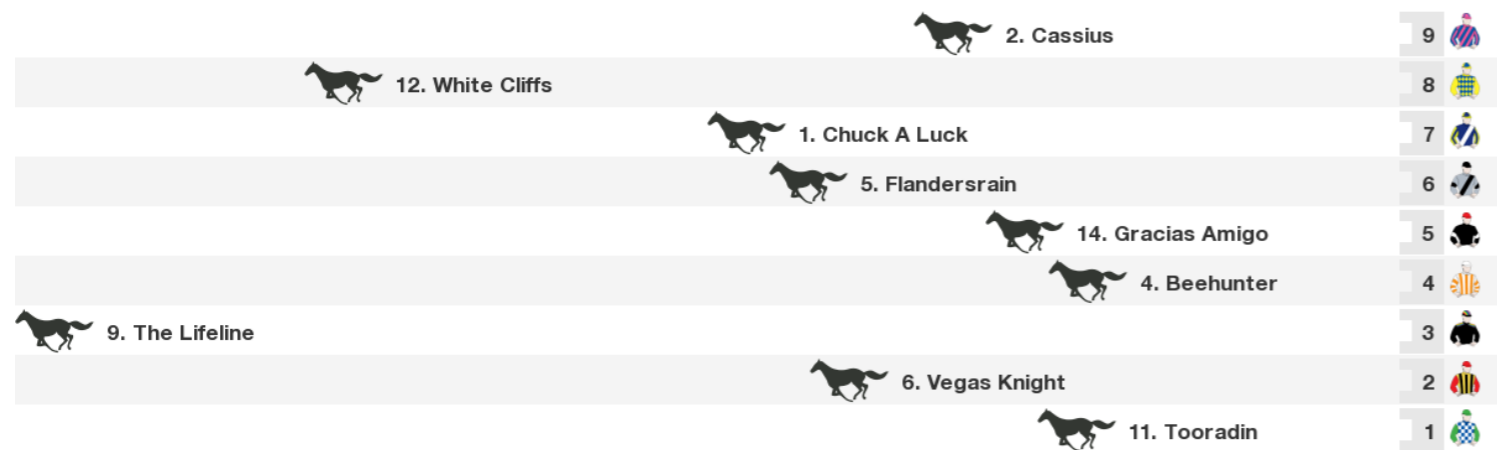 2. Cassius 9
12. White Cliffs 8
1. Chuck A Luck 7
5. Flandersrain 6
14. Gracias Amigo 5
4. Beehunter 4
9. The Lifeline 3
6. Vegas Knight 2
11. Tooradin 1